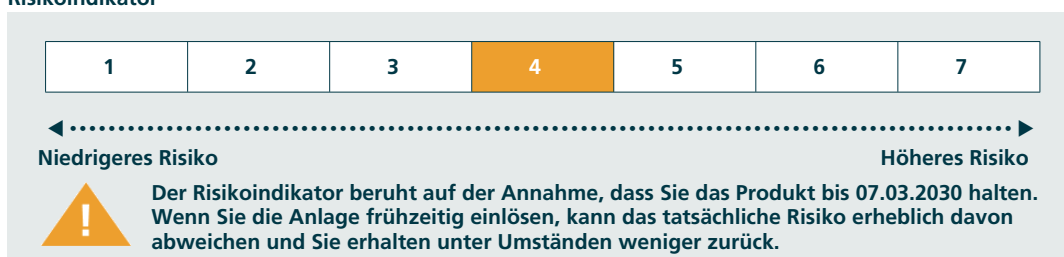 Risikoindikator
1 2 3 4 5 6 7
Niedrigeres Risiko Höheres Risiko
Der Risikoindikator beruht auf der Annahme, dass Sie das Produkt bis 07.03.2030 halten.
Wenn Sie die Anlage frühzeitig einlösen, kann das tatsächliche Risiko erheblich davon
abweichen und Sie erhalten unter Umständen weniger zurück.